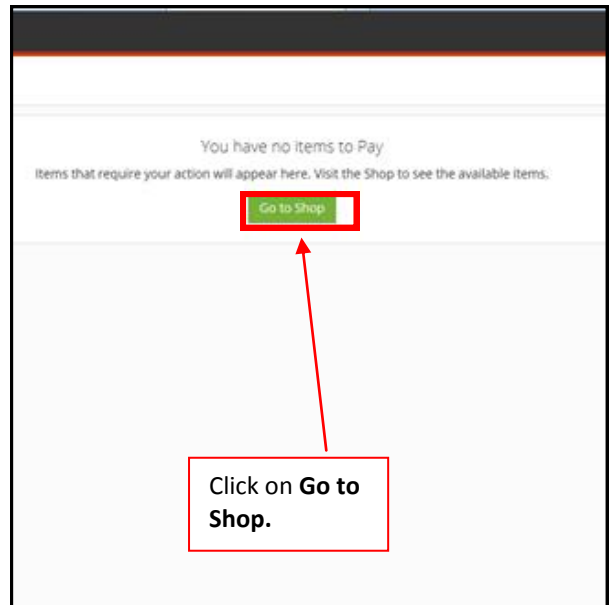 You have no items to Pay
Items that require your action will appear here. Visit the Shop to see the available items.
Go to Shop
Click on Go to
Shop.